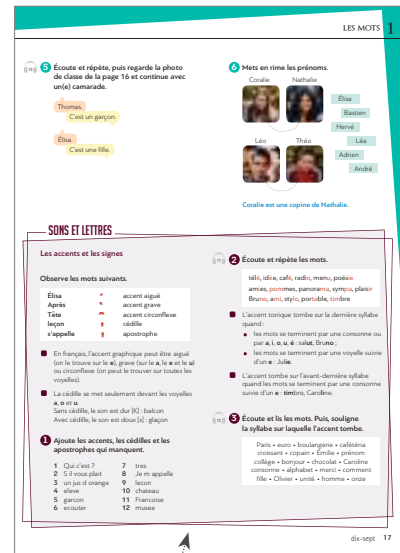 LES MOTS 1
5 Écoute et répète, puis regarde la photo
de classe de la page 16 et continue avec
un(e) camarade.
Thomas.
C'est un garçon.
Élisa.
C'est une fille.
6 Mets en rime les prénoms.
Coralie
Nathalie
Léo
Théo
Élisa
Bastien
Hervé
Léa
Adrien
André
Coralie est une copine de Nathalie.
SONS ET LETTRES
Les accents et les signes
Observe les mots suivants.
Élisa ´ accent aiguë
Après ` accent grave
Tête ^ accent circonflexe
leçon ¸ cédille
s'appelle ' apostrophe
En français, l'accent graphique peut être aiguë
(on le trouve sur le e), grave (sur le a, le e et le u)
ou circonflexe (on peut le trouver sur toutes les
voyelles).
La cédille se met seulement devant les voyelles
a, o et u.
Sans cédille, le son est dur [K] : balcon
Avec cédille, le son est doux [s] : glaçon
1 Ajoute les accents, les cédilles et les
apostrophes qui manquent.
1 Qui c'est ?
2 S il vous plait
3 un jus d orange
4 eleve
5 garcon
6 ecouter
7 tres
8 Je m appelle
9 lecon
10 chateau
11 Francoise
12 musee
2 Écoute et répète les mots.
télé, idée, café, radio, menu, poésie
amies, pommes, panorama, sympa, plaisir
Bruno, ami, stylo, portable, timbre
L'accent tonique tombe sur la dernière syllabe
quand :
les mots se terminent par une consonne ou
par a, i, o, u, é : salut, Bruno ;
les mots se terminent par une voyelle suivie
d'un e : Julie.
L'accent tombe sur l'avant-dernière syllabe
quand les mots se terminent par une consonne
suivie d'un e : timbre, Caroline.
3 Écoute et lis les mots. Puis, souligne
la syllabe sur laquelle l'accent tombe.
Paris • euro • boulangerie • cafétéria
croissant • copain • Émilie • prénom
collège • bonjour • chocolat • Caroline
consonne • alphabet • merci • comment
fille • Olivier • unité • homme • onze
dix-sept 17